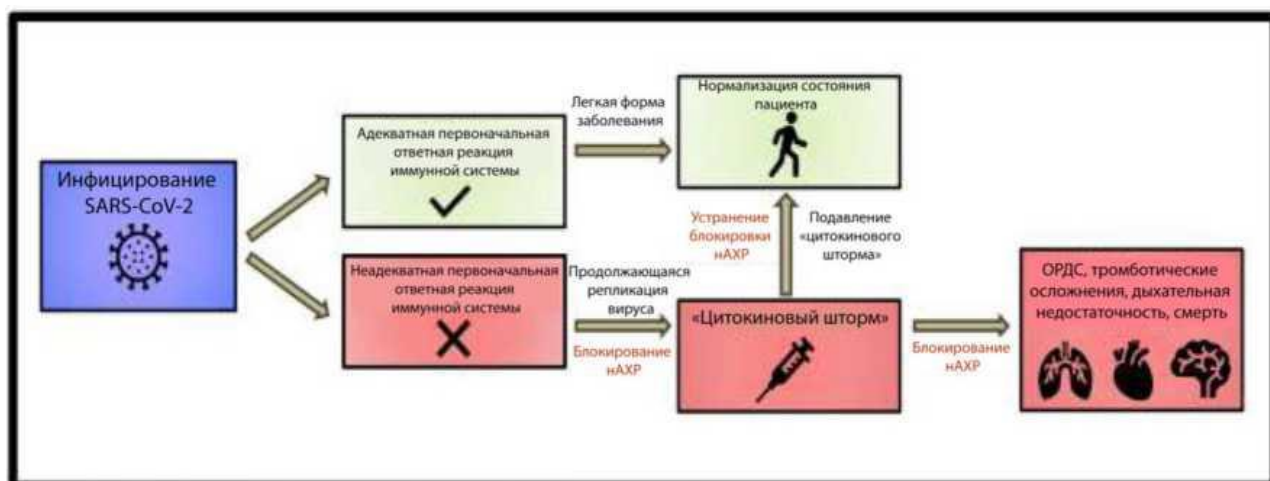 Инфицирование
SARS-CoV-2
Адекватная первоначальная
ответная реакция
иммунной системы
Легкая форма
заболевания
Нормализация состояния
пациента
Неадекватная первоначальная
ответная реакция
иммунной системы
Продолжающаяся
репликация
вируса
Блокирование
нАХР
Устранение
блокировки
нАХР
Подавление
«цитокинового
шторма»
«Цитокиновый шторм»
Блокирование
нАХР
ОРДС, тромботические
осложнения, дыхательная
недостаточность, смерть